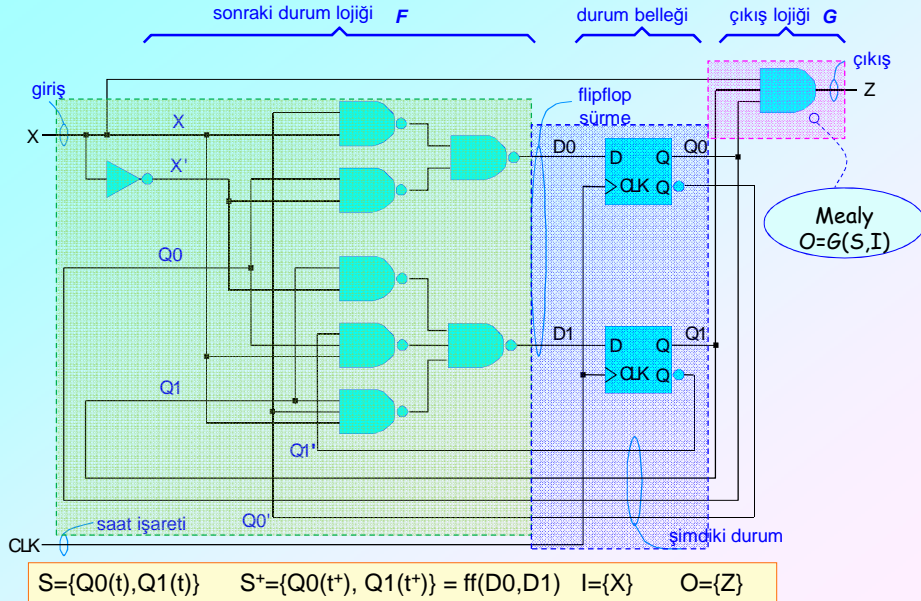 sonraki durum lojiği F
durum belleği
çıkış lojiği G
giriş
çıkış
flipflop
sürme
X
X
X'
Z
D0
D
Q
Q0
CLK
Q
Mealy
O=G(S,I)
Q0
D1
D
Q
Q1
CLK
Q
Q1
Q1'
Q0'
saat işareti
şimdiki durum
CLK
S={Q0(t),Q1(t)} S+={Q0(t+), Q1(t+)} = ff(D0,D1) I={X} O={Z}